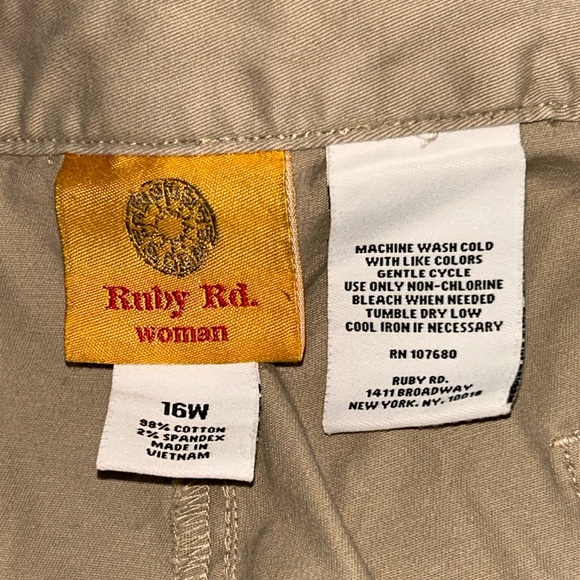 Ruby Rd.
woman
16W
98% COTTON
2% SPANDEX
MADE IN
VIETNAM
MACHINE WASH COLD
WITH LIKE COLORS
GENTLE CYCLE
USE ONLY NON-CHLORINE
BLEACH WHEN NEEDED
TUMBLE DRY LOW
COOL IRON IF NECESSARY
RN 107680
RUBY RD.
1411 BROADWAY
NEW YORK. NY. 10018